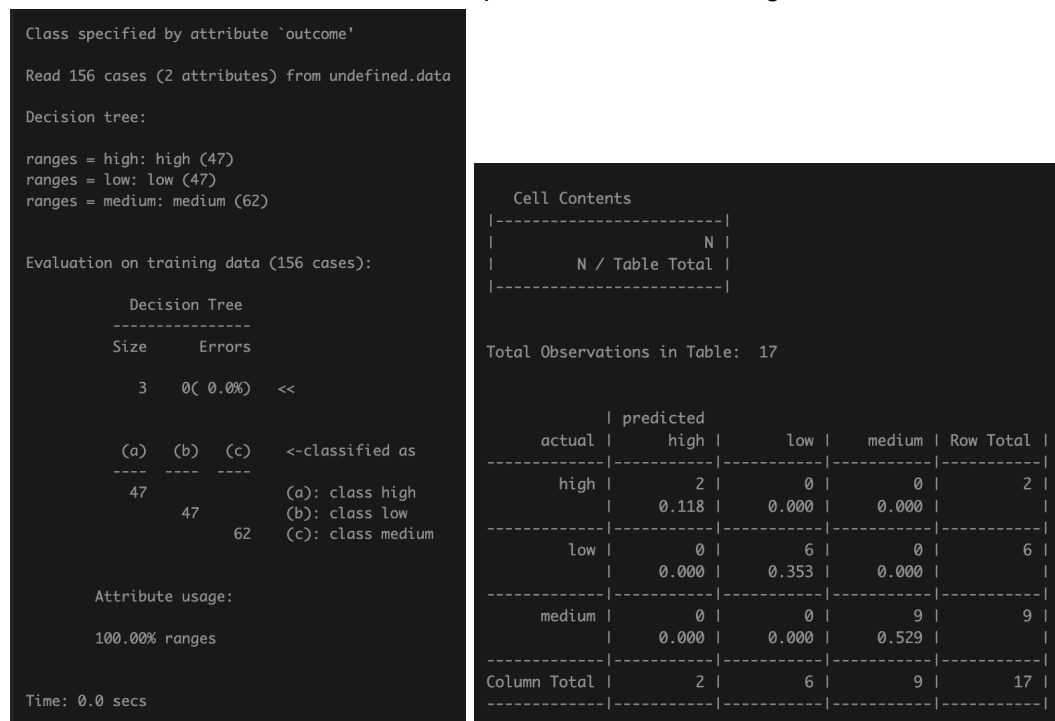 Class specified by attribute `outcome'
Read 156 cases (2 attributes) from undefined.data
Decision tree:
ranges = high: high (47)
ranges = low: low (47)
ranges = medium: medium (62)
Evaluation on training data (156 cases):
Decision Tree
----------------
Size Errors
3 0( 0.0%) <<
(a) (b) (c) <-classified as
---- ---- ----
47 (a): class high
47 (b): class low
62 (c): class medium
Attribute usage:
100.00% ranges
Time: 0.0 secs
Cell Contents
|-------------------------|
| N |
| N / Table Total |
|-------------------------|
Total Observations in Table: 17
| predicted
actual | high | low | medium | Row Total |
-------------|-----------|-----------|-----------|-----------|
high | 2 | 0 | 0 | 2 |
| 0.118 | 0.000 | 0.000 | |
-------------|-----------|-----------|-----------|-----------|
low | 0 | 6 | 0 | 6 |
| 0.000 | 0.353 | 0.000 | |
-------------|-----------|-----------|-----------|-----------|
medium | 0 | 0 | 9 | 9 |
| 0.000 | 0.000 | 0.529 | |
-------------|-----------|-----------|-----------|-----------|
Column Total | 2 | 6 | 9 | 17 |
-------------|-----------|-----------|-----------|-----------|